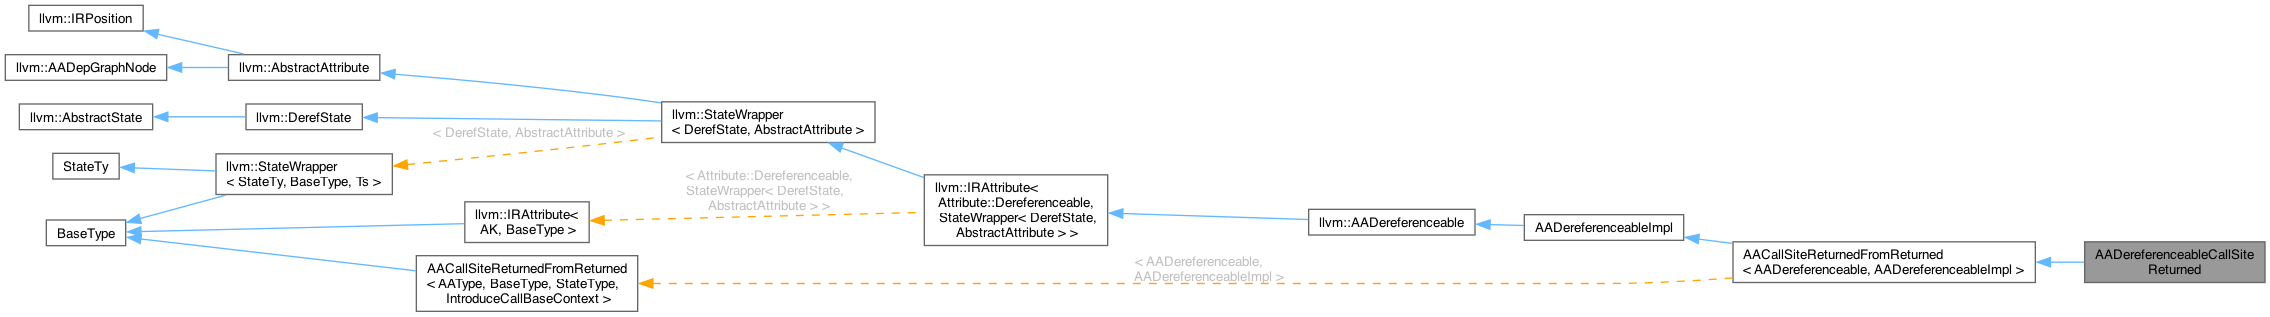 llvm::IRPosition
llvm::AADepGraphNode
llvm::AbstractAttribute
llvm::AbstractState
llvm::DerefState
llvm::StateWrapper
< DerefState, AbstractAttribute >
< DerefState, AbstractAttribute >
StateTy
llvm::StateWrapper
< StateTy, BaseType, Ts >
BaseType
llvm::IRAttribute<
AK, BaseType >
< Attribute::Dereferenceable,
StateWrapper< DerefState,
AbstractAttribute > >
llvm::IRAttribute<
Attribute::Dereferenceable,
StateWrapper< DerefState,
AbstractAttribute > >
llvm::AADereferenceable
AADereferenceableImpl
AACallSiteReturnedFromReturned
< AAType, BaseType, StateType,
IntroduceCallBaseContext >
< AADereferenceable,
AADereferenceableImpl >
AACallSiteReturnedFromReturned
< AADereferenceable, AADereferenceableImpl >
AADereferenceableCallSite
Returned